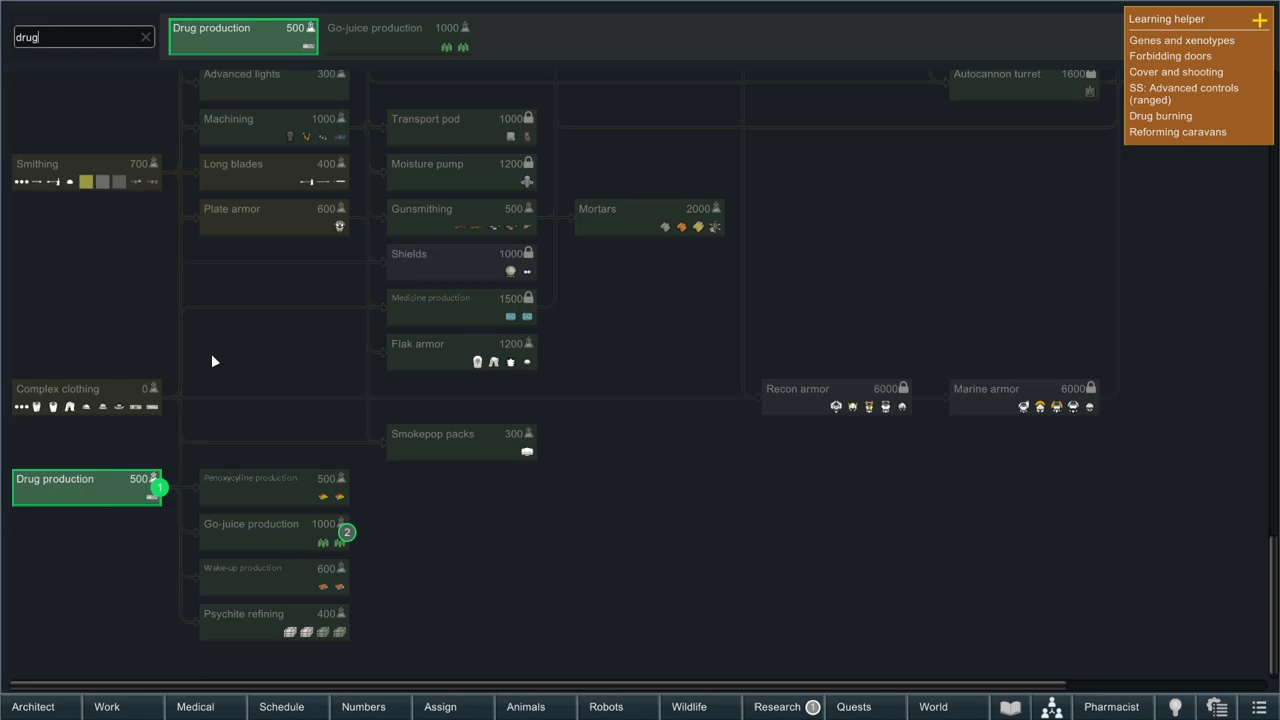 drug
Drug production 500
Go-juice production 1000
Learning helper
Genes and xenotypes
Forbidding doors
Cover and shooting
SS: Advanced controls
(ranged)
Drug burning
Reforming caravans
Advanced lights 300
Autocannon turret 1600
Machining 1000
Transport pod 1000
Smithing 700
Long blades 400
Moisture pump 1200
Plate armor 600
Gunsmithing 500
Mortars 2000
Shields 1000
Medicine production 1500
Flak armor 1200
Complex clothing 0
Recon armor 6000
Marine armor 6000
Smokepop packs 300
Drug production 500
1
Penoxycyline production 500
Go-juice production 1000
2
Wake-up production 600
Psychite refining 400
Architect Work Medical Schedule Numbers Assign Animals Robots Wildlife Research 1 Quests World Pharmacist